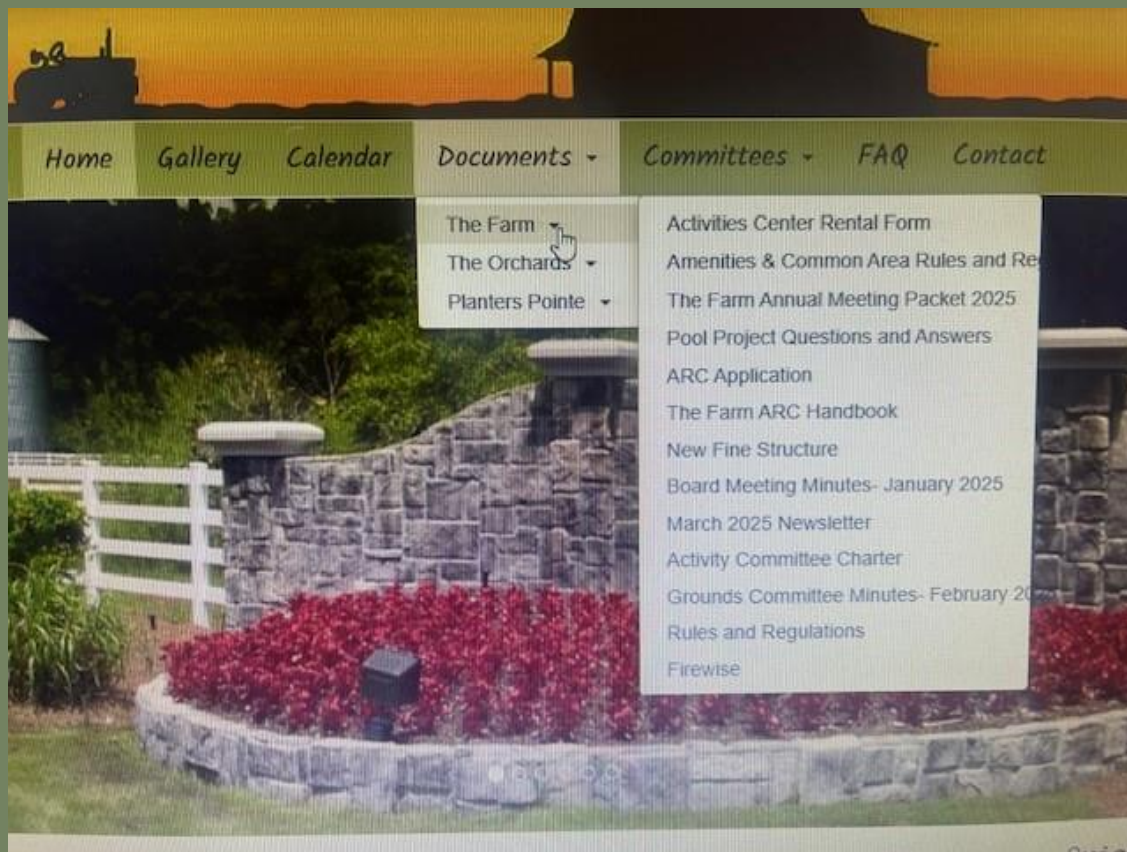 Home Gallery Calendar Documents Committees FAQ Contact
The Farm
The Orchards
Planters Pointe
Activities Center Rental Form
Amenities & Common Area Rules and
The Farm Annual Meeting Packet 2025
Pool Project Questions and Answers
ARC Application
The Farm ARC Handbook
New Fine Structure
Board Meeting Minutes- January 2025
March 2025 Newsletter
Activity Committee Charter
Grounds Committee Minutes- February
Rules and Regulations
Firewise